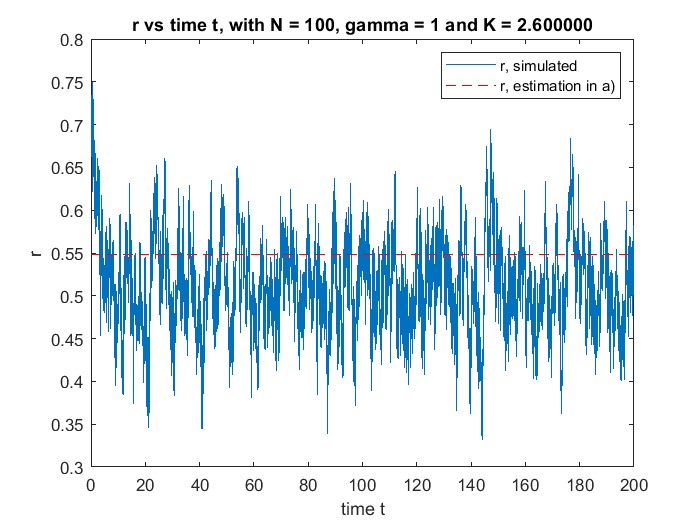 r vs time t, with N = 100, gamma = 1 and K = 2.600000
r, simulated
r, estimation in a)
0.8
0.75
0.7
0.65
0.6
0.55
0.5
0.45
0.4
0.35
0.3
r
0 20 40 60 80 100 120 140 160 180 200
time t